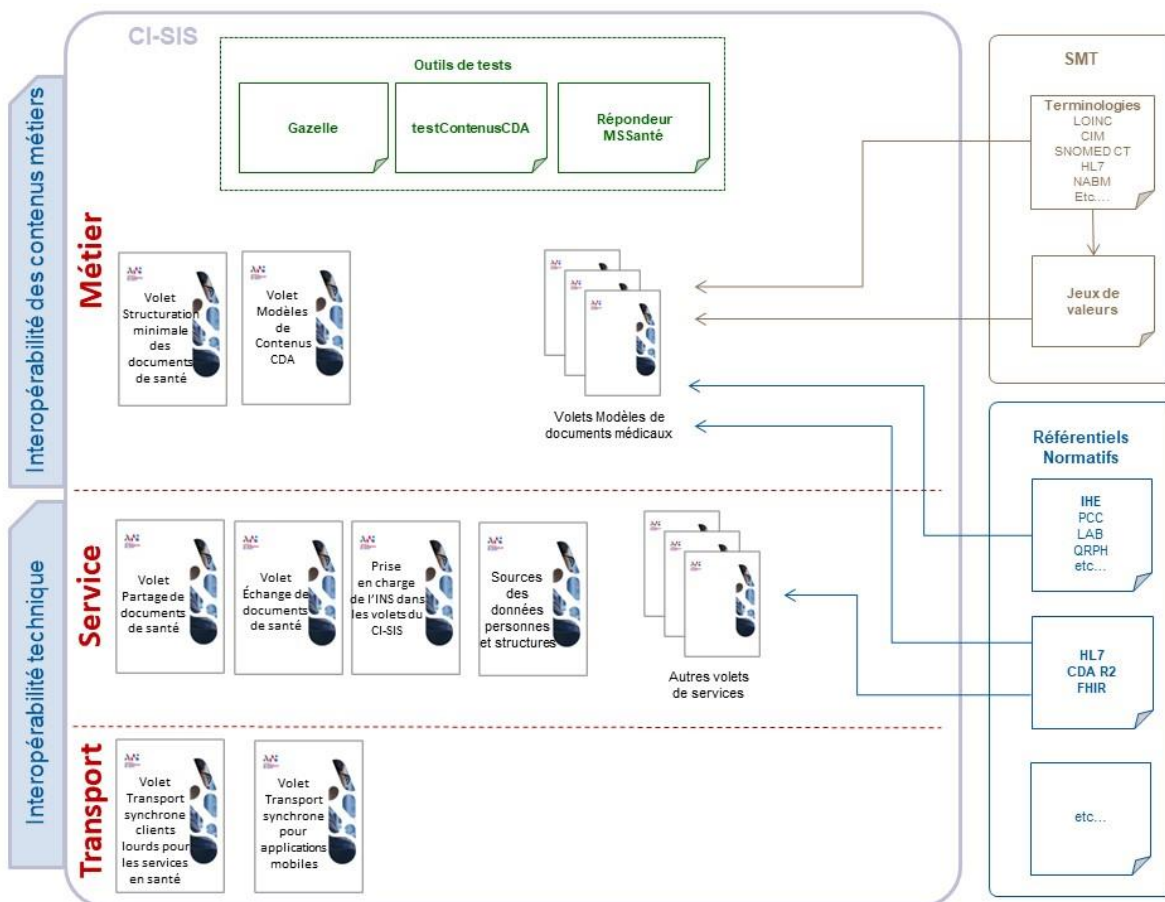 CI-SIS
Interopérabilité des contenus métiers
Métier
Outils de tests
Gazelle
testContenusCDA
Répondeur
MSSanté
Volet
Structuration
minimale
des
documents
de santé
Volet
Modèles
de
Contenus
CDA
Volets Modèles de
documents médicaux
Interopérabilité technique
Service
Volet
Partage de
documents
de santé
Volet
Échange de
documents
de santé
Prise
en charge
de l’INS dans
les volets du
CI-SIS
Sources
des
données
personnes
et structures
Autres volets
de services
Transport
Volet
Transport
synchrone
clients
lourds pour
les services
en santé
Volet
Transport
synchrone
pour
applications
mobiles
SMT
Terminologies
LOINC
CIM
SNOMED CT
HL7
NABM
Etc.…
Jeux de
valeurs
Référentiels
Normatifs
IHE
PCC
LAB
QRPH
etc…
HL7
CDA R2
FHIR
etc…